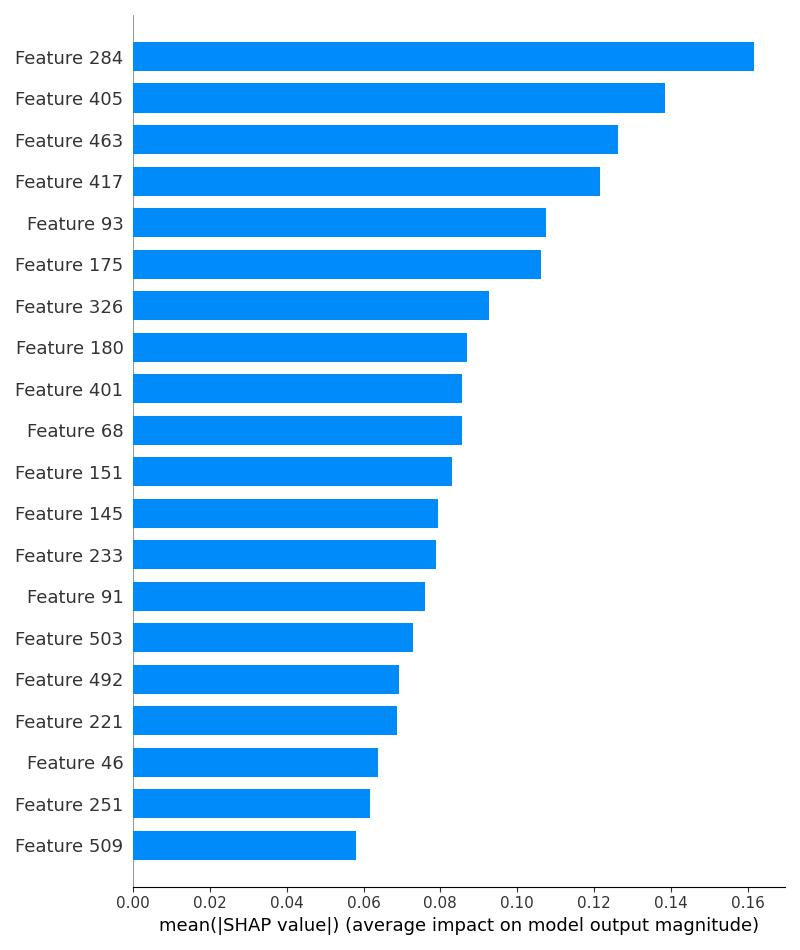 Feature 284
Feature 405
Feature 463
Feature 417
Feature 93
Feature 175
Feature 326
Feature 180
Feature 401
Feature 68
Feature 151
Feature 145
Feature 233
Feature 91
Feature 503
Feature 492
Feature 221
Feature 46
Feature 251
Feature 509
0.00 0.02 0.04 0.06 0.08 0.10 0.12 0.14 0.16
mean(|SHAP value|) (average impact on model output magnitude)